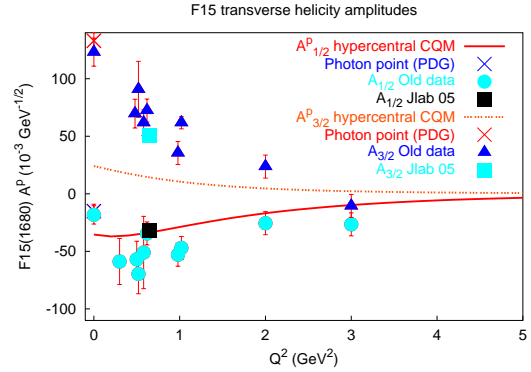 F15 transverse helicity amplitudes
F15(1680) A^p (10^-3 GeV^-1/2)
100
50
0
-50
-100
A^p_1/2 hypercentral CQM
Photon point (PDG)
A_1/2 Old data
A_1/2 Jlab 05
A^p_3/2 hypercentral CQM
Photon point (PDG)
A_3/2 Old data
A_3/2 Jlab 05
0 1 2 3 4 5
Q^2 (GeV^2)